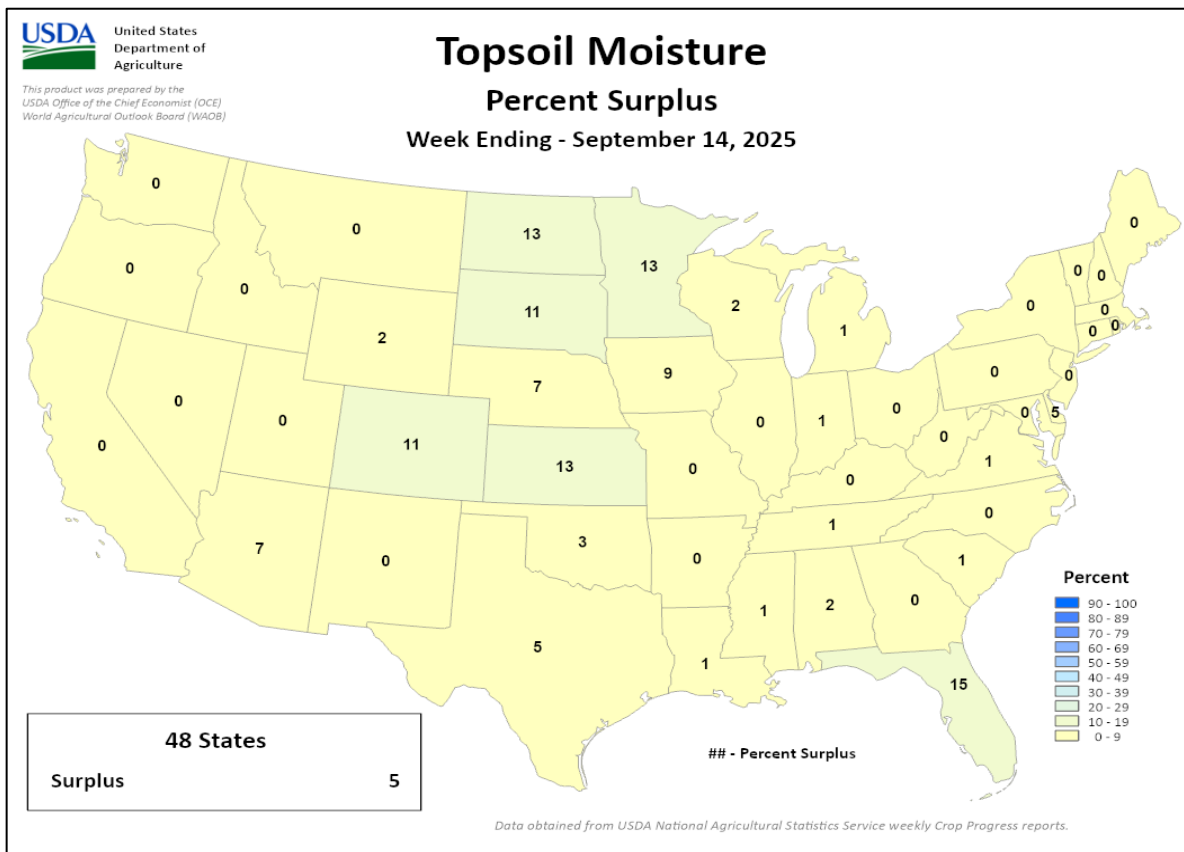 USDA
United States
Department of
Agriculture
This product was prepared by the
USDA Office of the Chief Economist (OCE)
World Agricultural Outlook Board (WAOB)
Topsoil Moisture
Percent Surplus
Week Ending - September 14, 2025
0
0
0
13
13
0
0
0
0
0
0
2
11
2
1
0
0
0
0
7
9
0
0
0
0
0
11
13
0
0
1
0
0
0
5
1
7
0
3
0
0
1
0
1
5
1
1
2
0
1
15
Percent
90 - 100
80 - 89
70 - 79
60 - 69
50 - 59
40 - 49
30 - 39
20 - 29
10 - 19
0 - 9
48 States
Surplus 5
## - Percent Surplus
Data obtained from USDA National Agricultural Statistics Service weekly Crop Progress reports.